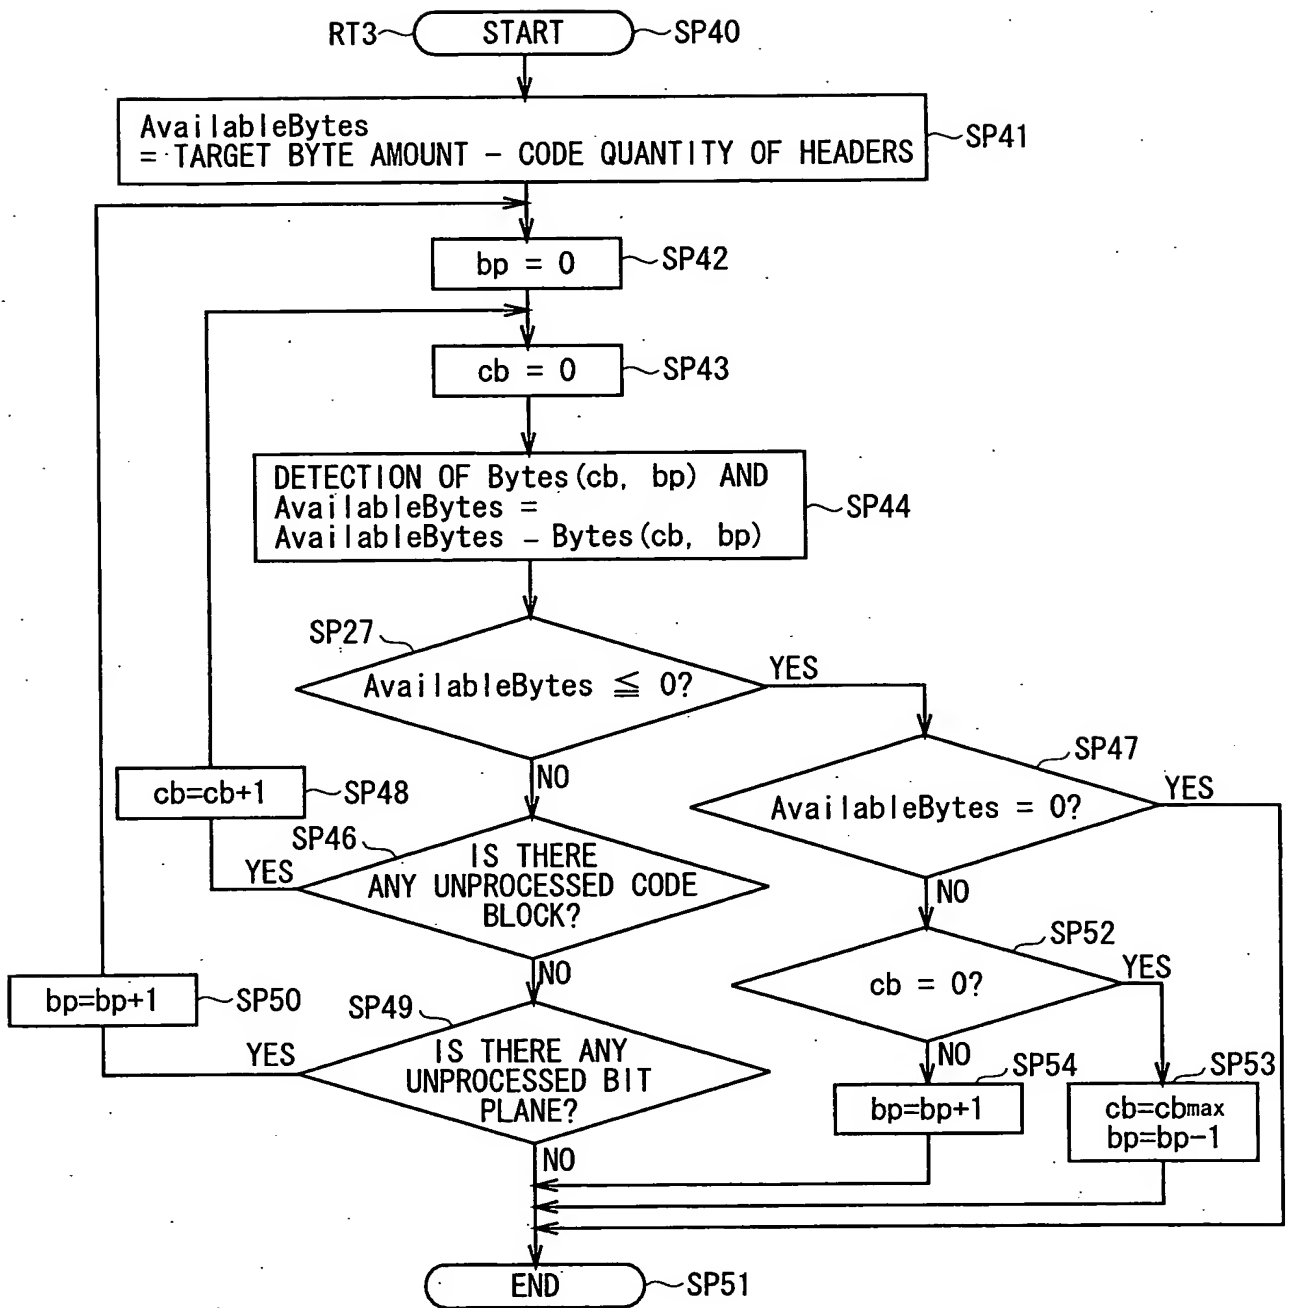 RT3
START
SP40
AvailableBytes
= TARGET BYTE AMOUNT − CODE QUANTITY OF HEADERS
SP41
bp = 0
SP42
cb = 0
SP43
DETECTION OF Bytes(cb, bp) AND
AvailableBytes =
AvailableBytes − Bytes(cb, bp)
SP44
SP27
AvailableBytes ≦ 0?
YES
NO
SP47
AvailableBytes = 0?
YES
NO
cb=cb+1
SP48
SP46
IS THERE
ANY UNPROCESSED CODE
BLOCK?
YES
NO
SP52
cb = 0?
YES
NO
bp=bp+1
SP50
SP49
IS THERE ANY
UNPROCESSED BIT
PLANE?
YES
NO
SP54
bp=bp+1
SP53
cb=cbmax
bp=bp-1
END
SP51